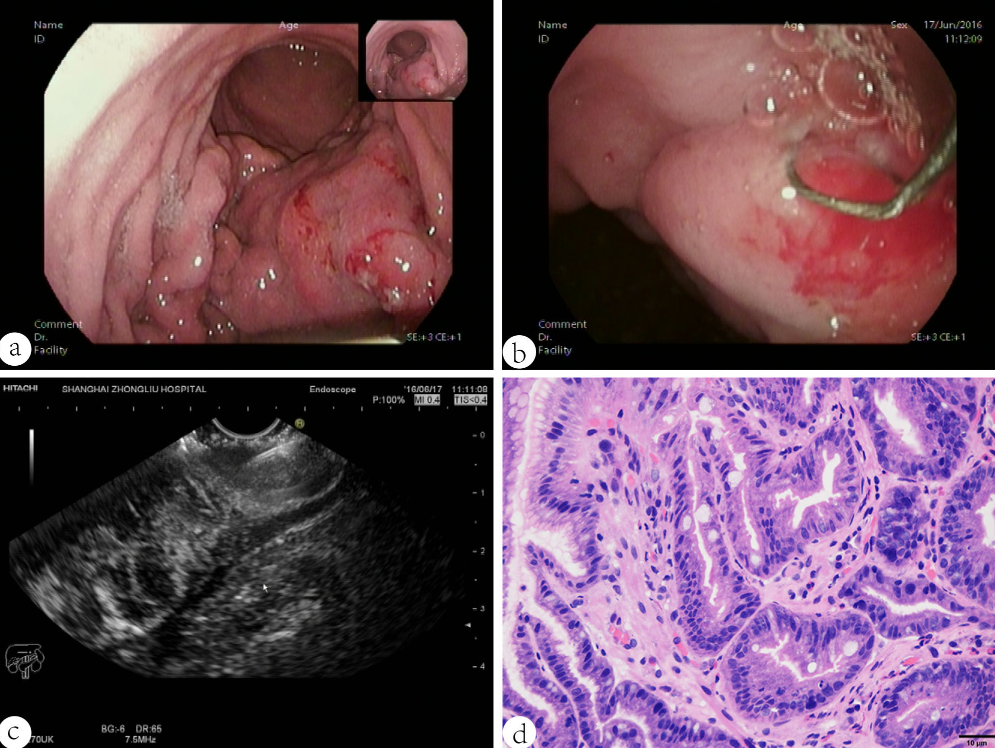 Name
ID
Age
Comment
Dr.
Facility
SE:+3 CE:+1
a
Name
ID
Age
Sex
17/Jun/2016
11:12:09
Comment
Dr.
Facility
SE:+3 CE:+1
b
HITACHI
SHANGHAI ZHONGLIU HOSPITAL
Endoscope
'16/06/17
11:11:08
P:100%
MI 0.4
TIS<0.4
0
1
2
3
4
BG:-6 DR:65
70UK
7.5MHz
c
10 µm
d